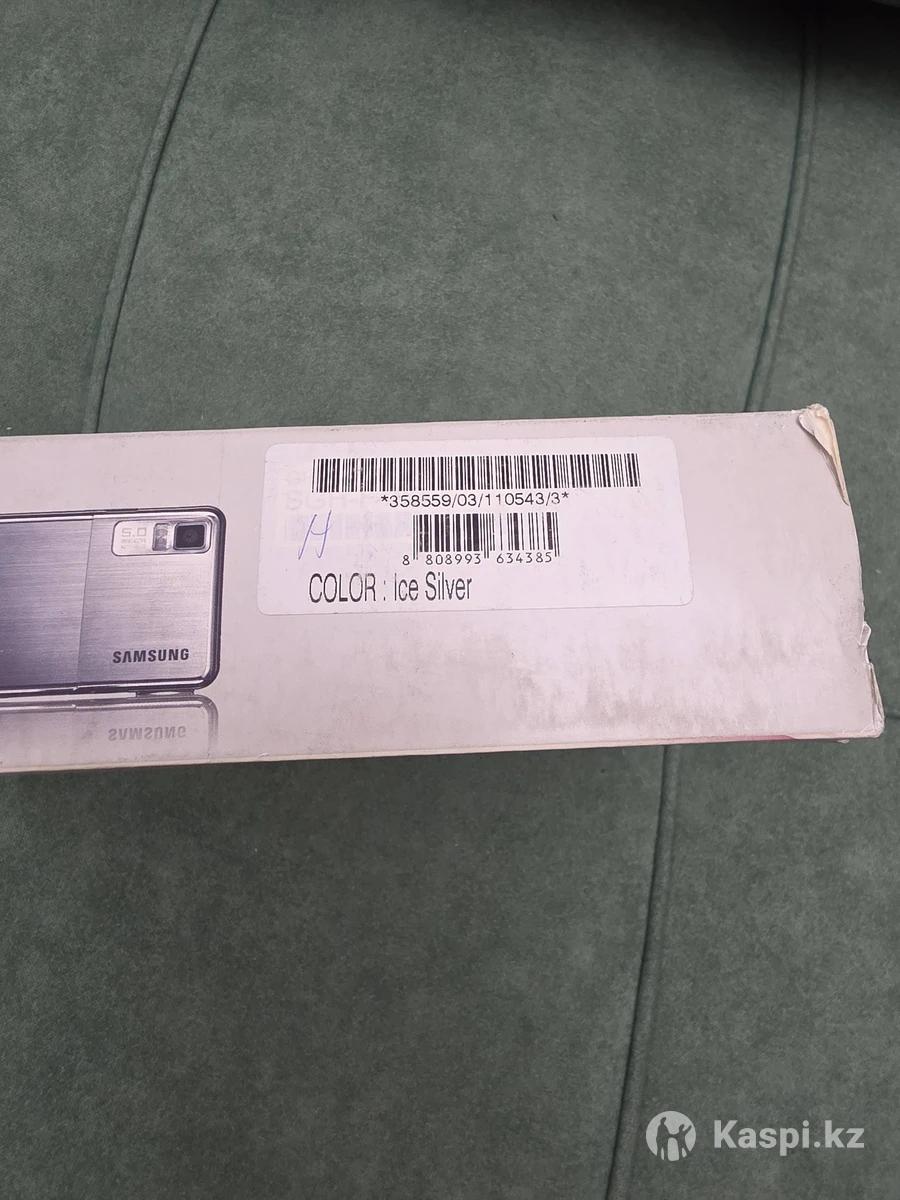 *358559/03/110543/3*
8 808993 634385
COLOR : Ice Silver
5.0
SAMSUNG
SAMSUNG
Kaspi.kz